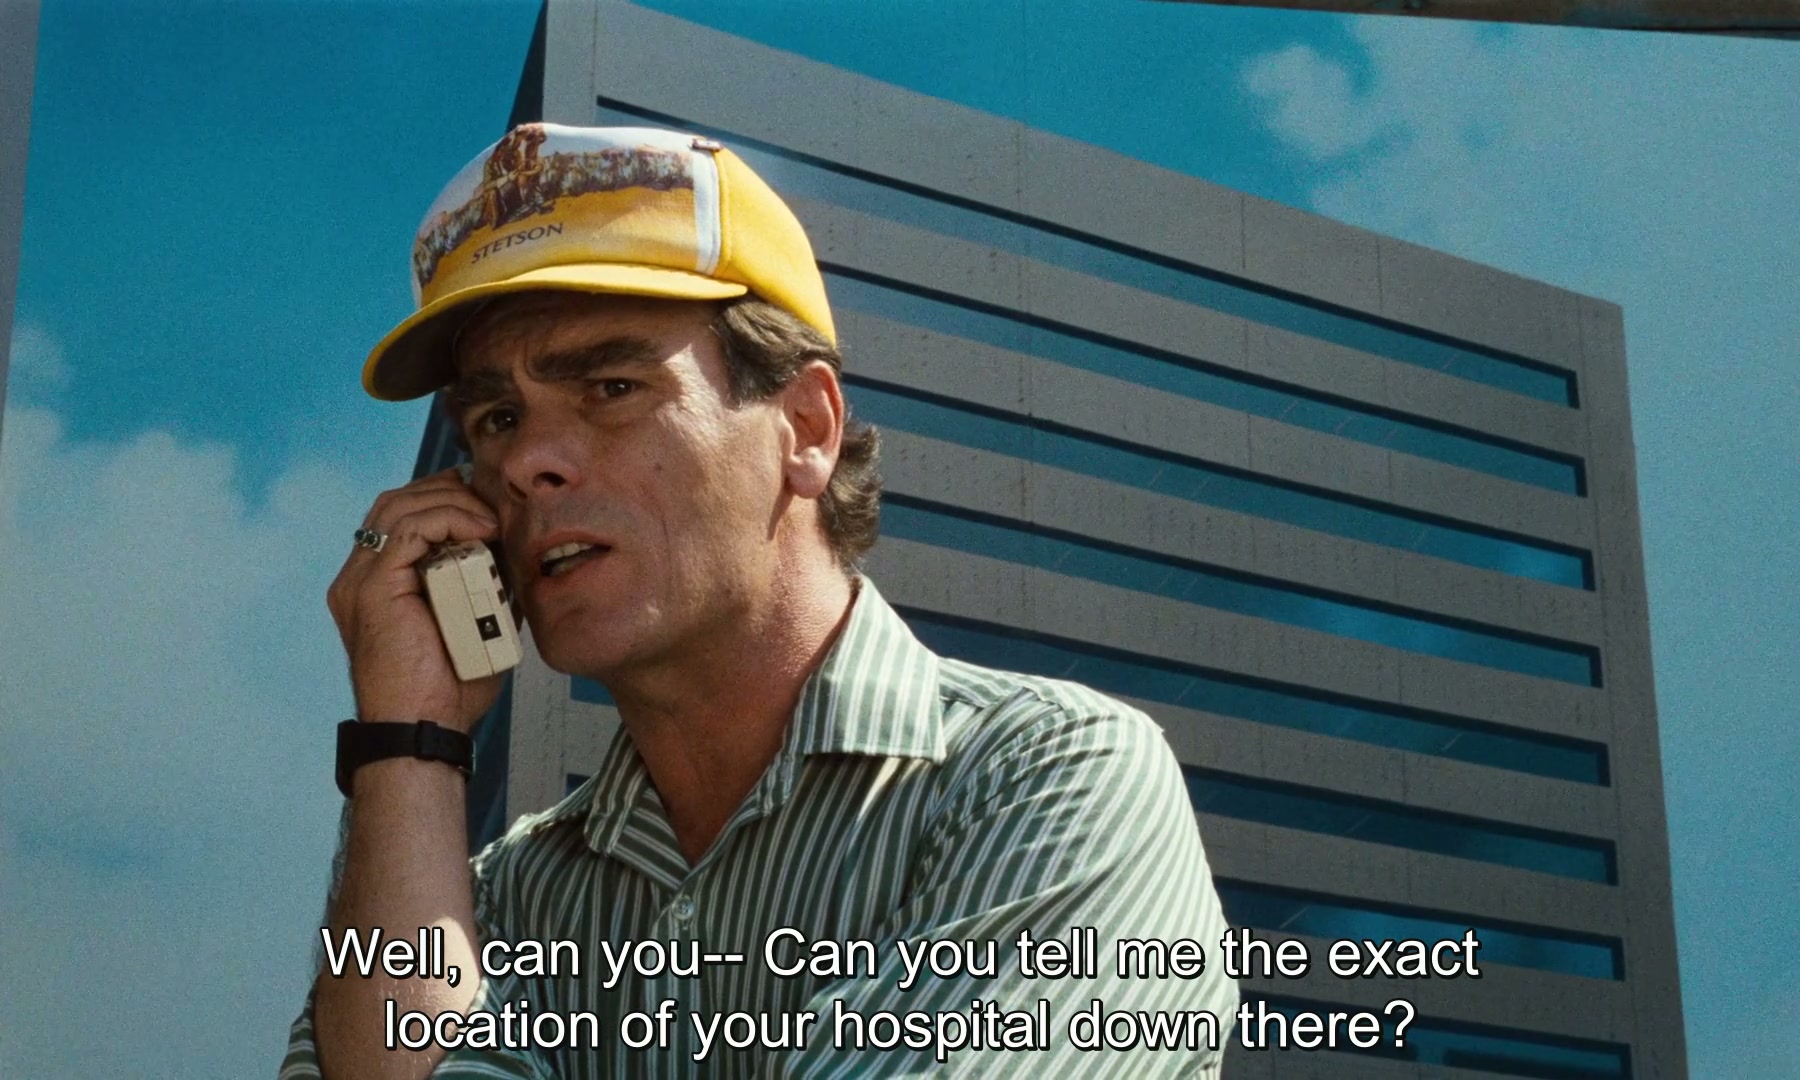 STETSON
Well, can you-- Can you tell me the exact
location of your hospital down there?